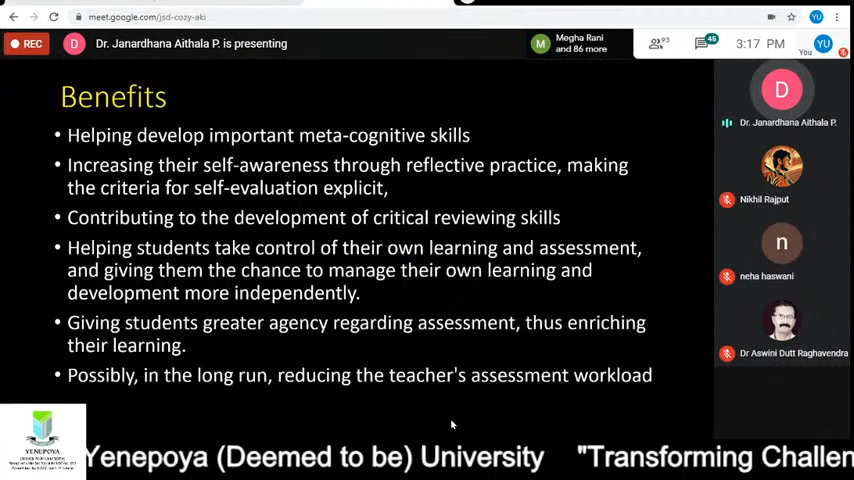 meet.google.com/jsd-cozy-aki
REC
D
Dr. Janardhana Aithala P. is presenting
M
Megha Rani
and 86 more
93
45
3:17 PM
You
YU
YU
Benefits
• Helping develop important meta-cognitive skills
• Increasing their self-awareness through reflective practice, making
the criteria for self-evaluation explicit,
• Contributing to the development of critical reviewing skills
• Helping students take control of their own learning and assessment,
and giving them the chance to manage their own learning and
development more independently.
• Giving students greater agency regarding assessment, thus enriching
their learning.
• Possibly, in the long run, reducing the teacher's assessment workload
D
Dr. Janardhana Aithala P.
Nikhil Rajput
n
neha haswani
Dr Aswini Dutt Raghavendra
YENEPOYA
Yenepoya (Deemed to be) University "Transforming Challen